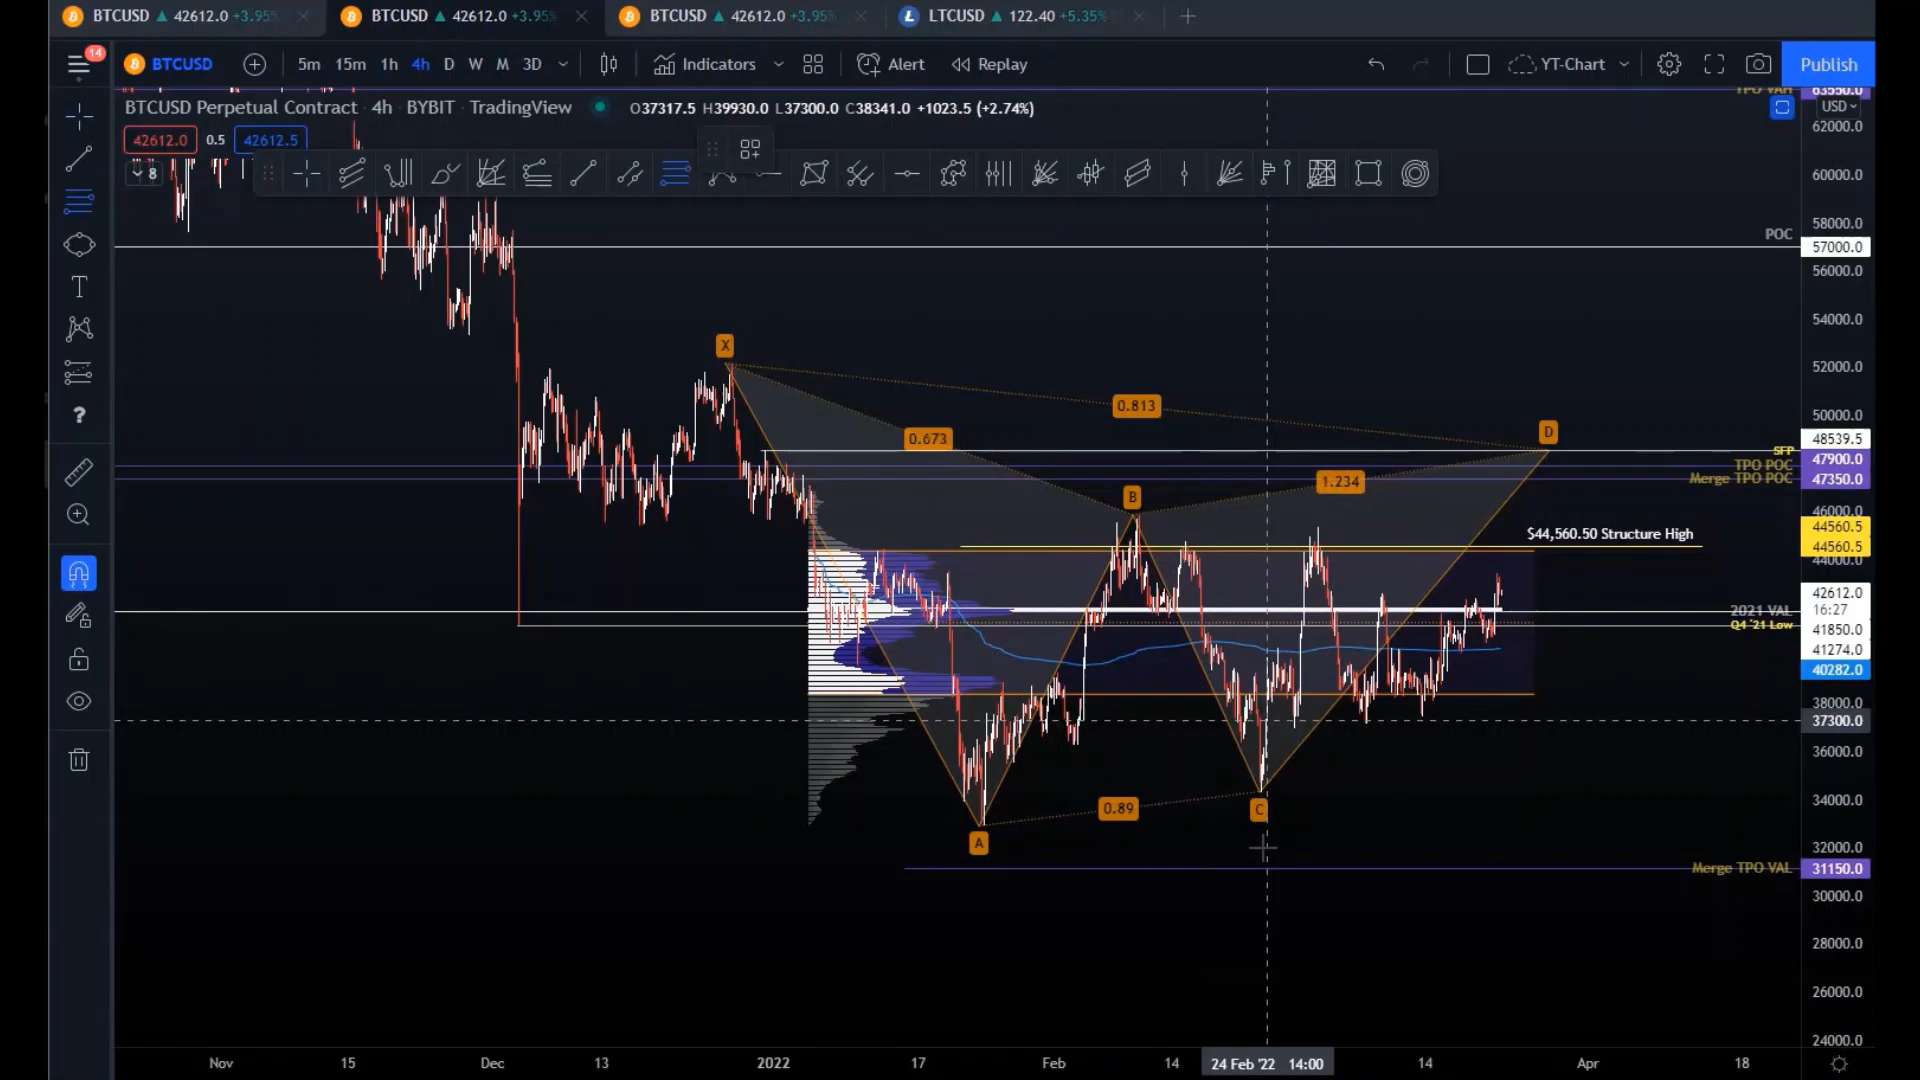 BTCUSD ▲ 42612.0 +3.95%
BTCUSD ▲ 42612.0 +3.95%
BTCUSD ▲ 42612.0 +3.95%
LTCUSD ▲ 122.40 +5.35%
14
BTCUSD
5m 15m 1h 4h D W M 3D
Indicators
Alert
Replay
YT-Chart
Publish
BTCUSD Perpetual Contract · 4h · BYBIT · TradingView
O37317.5 H39930.0 L37300.0 C38341.0 +1023.5 (+2.74%)
42612.0 0.5 42612.5
8
TPO VAH 63550.0
USD
62000.0
60000.0
58000.0
POC
57000.0
56000.0
54000.0
X
52000.0
0.813
50000.0
D
0.673
48539.5
SFP
47900.0
TPO POC
Merge TPO POC 47350.0
1.234
B
46000.0
44560.5
$44,560.50 Structure High
44560.5
44000.0
42612.0
2021 VAL 16:27
Q4 '21 Low 41850.0
41274.0
40282.0
38000.0
37300.0
36000.0
34000.0
0.89
C
A
32000.0
Merge TPO VAL 31150.0
30000.0
28000.0
26000.0
24000.0
Nov 15 Dec 13 2022 17 Feb 14 24 Feb '22 14:00 14 Apr 18